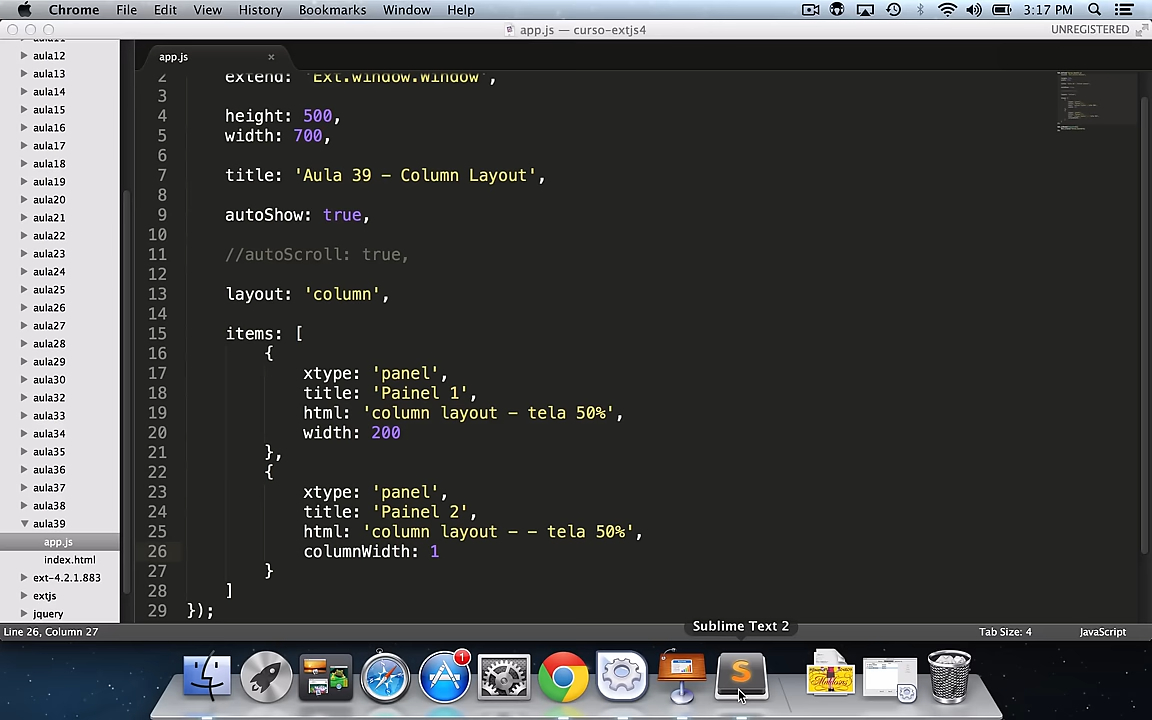 Chrome File Edit View History Bookmarks Window Help 3:17 PM
app.js — curso-extjs4 UNREGISTERED
aula11
aula12
aula13
aula14
aula15
aula16
aula17
aula18
aula19
aula20
aula21
aula22
aula23
aula24
aula25
aula26
aula27
aula28
aula29
aula30
aula32
aula33
aula34
aula35
aula36
aula37
aula38
aula39
app.js
index.html
ext-4.2.1.883
extjs
jquery
app.js ×
2 extend: 'Ext.window.Window',
3
4 height: 500,
5 width: 700,
6
7 title: 'Aula 39 - Column Layout',
8
9 autoShow: true,
10
11 //autoScroll: true,
12
13 layout: 'column',
14
15 items: [
16 {
17 xtype: 'panel',
18 title: 'Painel 1',
19 html: 'column layout - tela 50%',
20 width: 200
21 },
22 {
23 xtype: 'panel',
24 title: 'Painel 2',
25 html: 'column layout - - tela 50%',
26 columnWidth: 1
27 }
28 ]
29 });
Line 26, Column 27 Tab Size: 4 JavaScript
Sublime Text 2
1